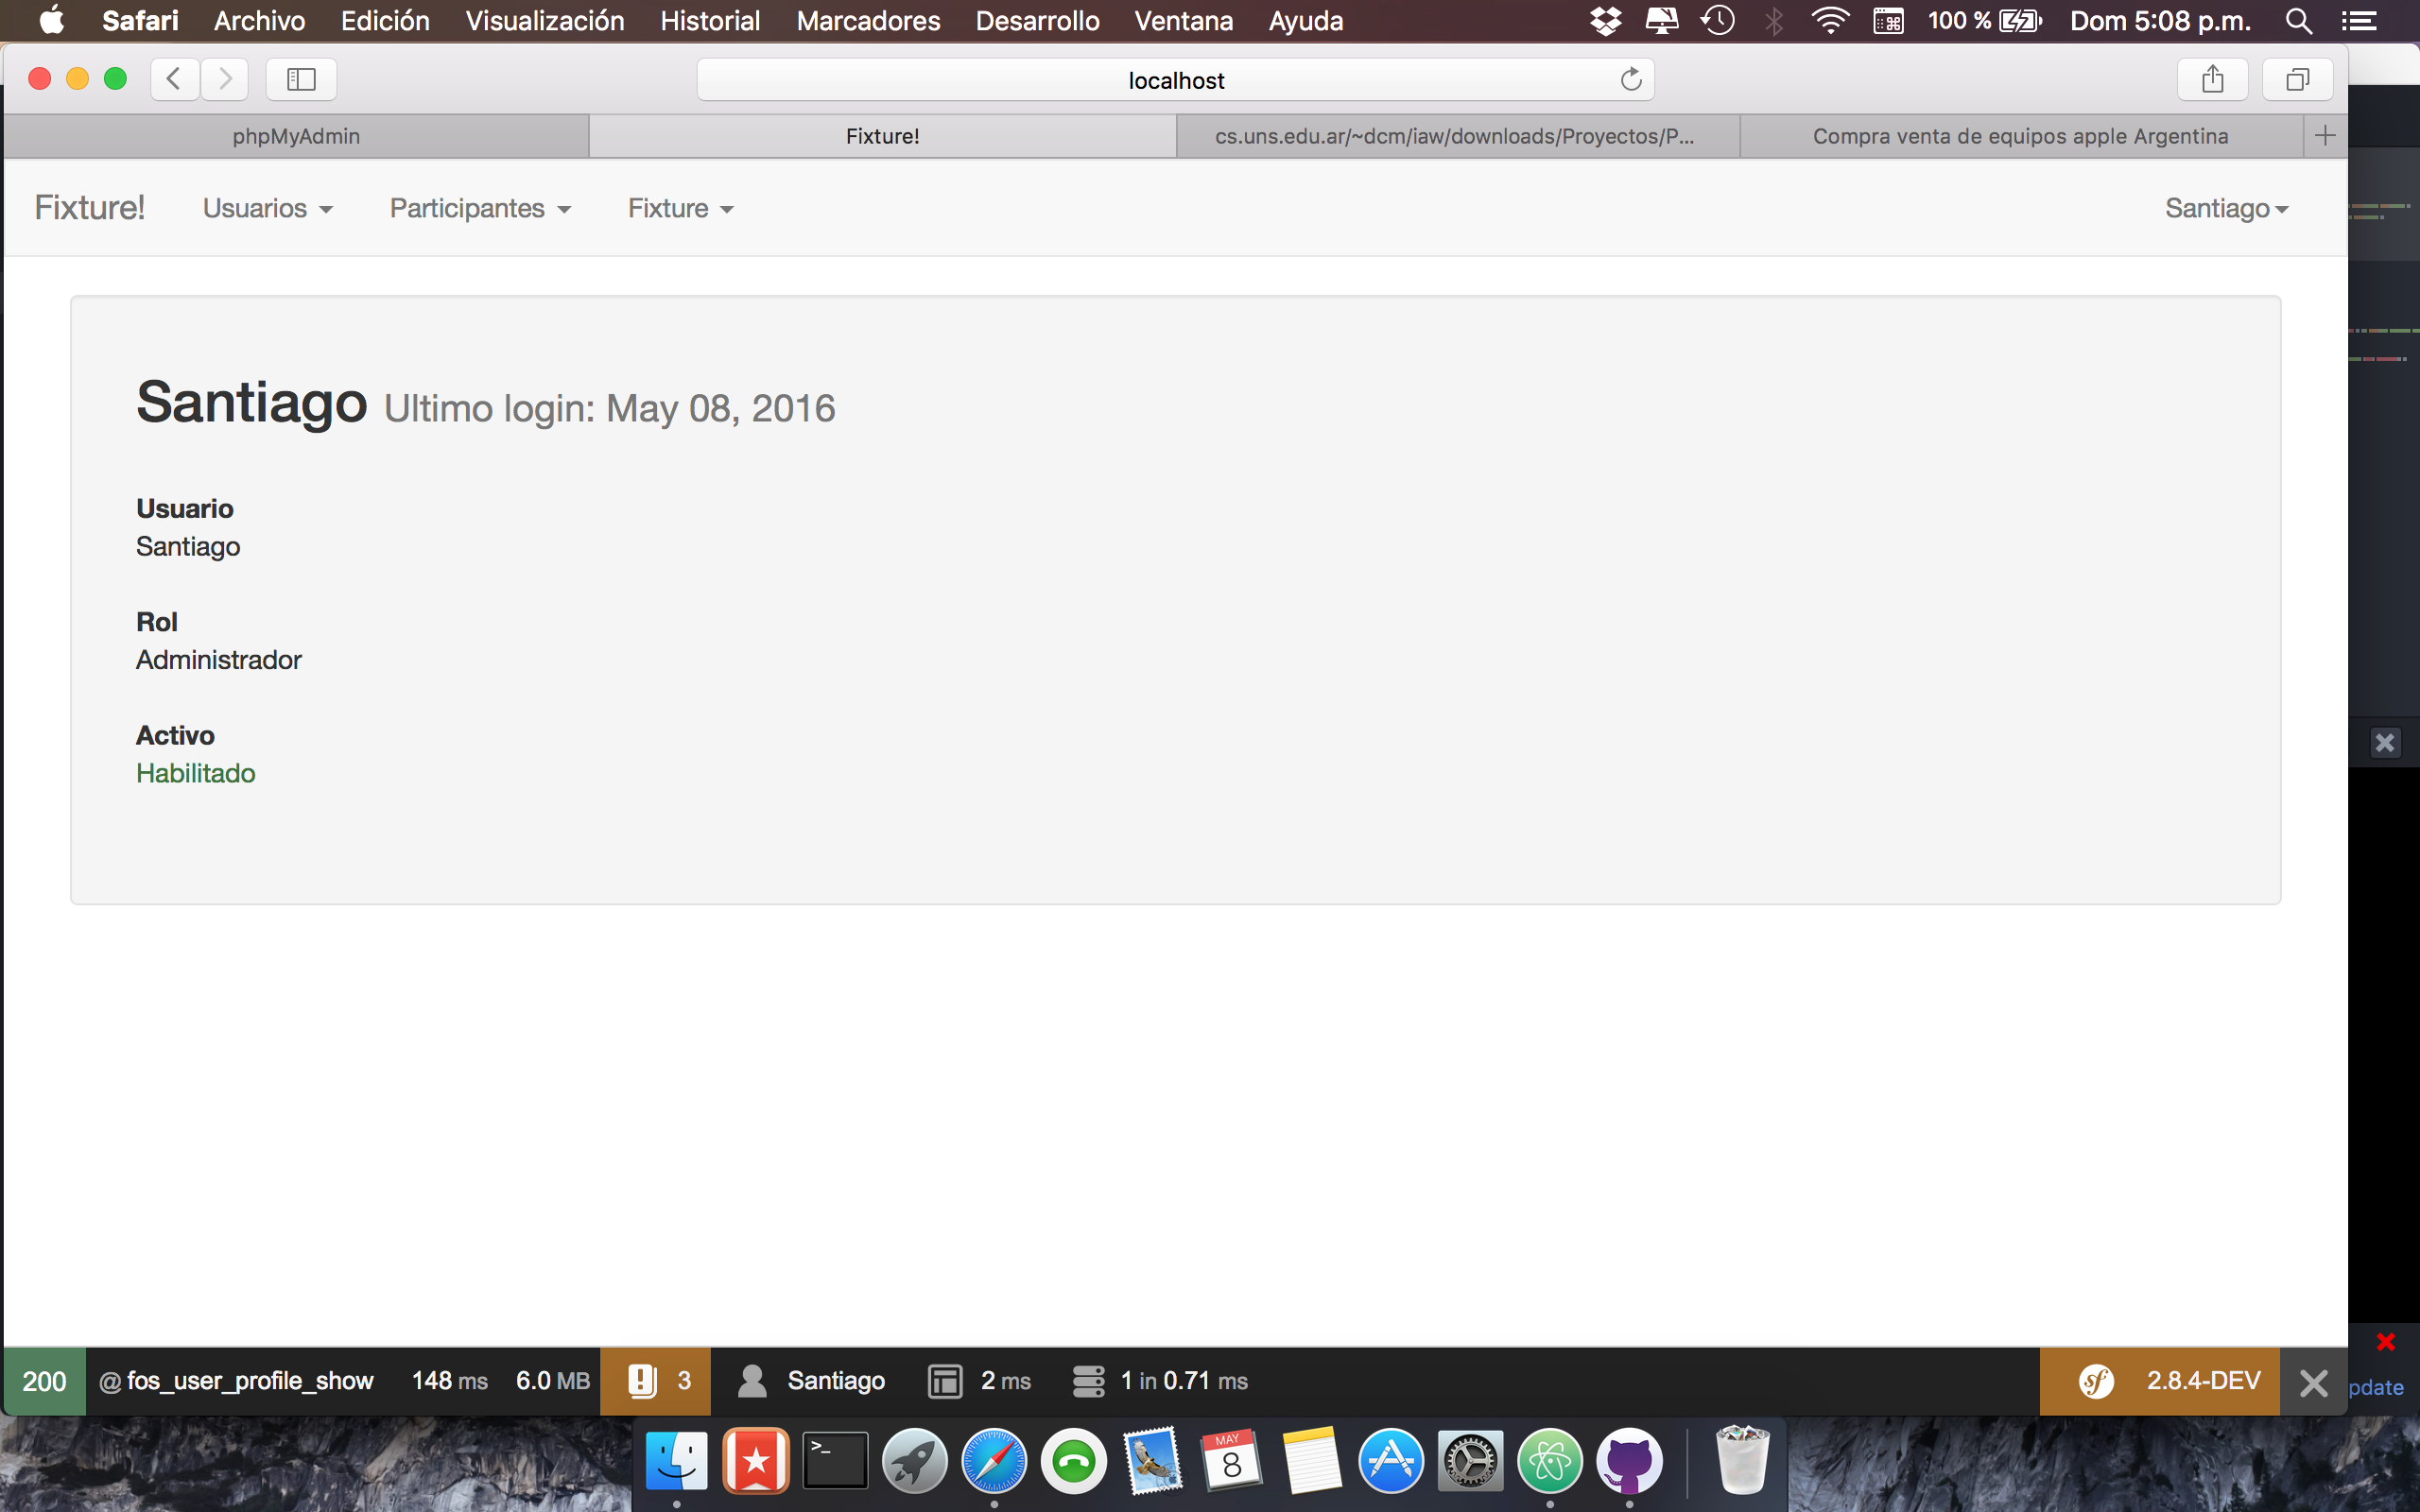 Safari Archivo Edición Visualización Historial Marcadores Desarrollo Ventana Ayuda 100 % Dom 5:08 p.m.
localhost
phpMyAdmin Fixture! cs.uns.edu.ar/~dcm/iaw/downloads/Proyectos/P... Compra venta de equipos apple Argentina
Fixture! Usuarios Participantes Fixture Santiago
Santiago Ultimo login: May 08, 2016
Usuario
Santiago
Rol
Administrador
Activo
Habilitado
200 @ fos_user_profile_show 148 ms 6.0 MB 3 Santiago 2 ms 1 in 0.71 ms 2.8.4-DEV pdate
>_ MAY
8